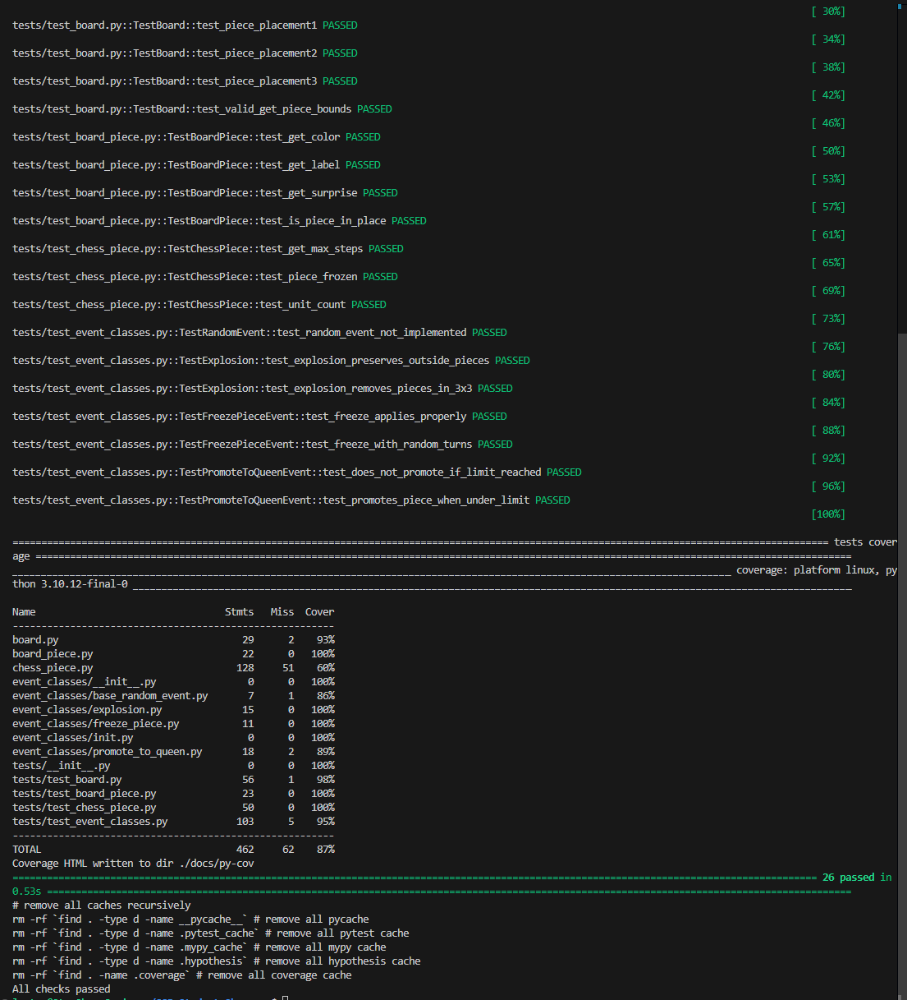 [ 30%]
tests/test_board.py::TestBoard::test_piece_placement1 PASSED
[ 34%]
tests/test_board.py::TestBoard::test_piece_placement2 PASSED
[ 38%]
tests/test_board.py::TestBoard::test_piece_placement3 PASSED
[ 42%]
tests/test_board.py::TestBoard::test_valid_get_piece_bounds PASSED
[ 46%]
tests/test_board_piece.py::TestBoardPiece::test_get_color PASSED
[ 50%]
tests/test_board_piece.py::TestBoardPiece::test_get_label PASSED
[ 53%]
tests/test_board_piece.py::TestBoardPiece::test_get_surprise PASSED
[ 57%]
tests/test_board_piece.py::TestBoardPiece::test_is_piece_in_place PASSED
[ 61%]
tests/test_chess_piece.py::TestChessPiece::test_get_max_steps PASSED
[ 65%]
tests/test_chess_piece.py::TestChessPiece::test_piece_frozen PASSED
[ 69%]
tests/test_chess_piece.py::TestChessPiece::test_unit_count PASSED
[ 73%]
tests/test_event_classes.py::TestRandomEvent::test_random_event_not_implemented PASSED
[ 76%]
tests/test_event_classes.py::TestExplosion::test_explosion_preserves_outside_pieces PASSED
[ 80%]
tests/test_event_classes.py::TestExplosion::test_explosion_removes_pieces_in_3x3 PASSED
[ 84%]
tests/test_event_classes.py::TestFreezePieceEvent::test_freeze_applies_properly PASSED
[ 88%]
tests/test_event_classes.py::TestFreezePieceEvent::test_freeze_with_random_turns PASSED
[ 92%]
tests/test_event_classes.py::TestPromoteToQueenEvent::test_does_not_promote_if_limit_reached PASSED
[ 96%]
tests/test_event_classes.py::TestPromoteToQueenEvent::test_promotes_piece_when_under_limit PASSED
[100%]
tests cover
age
coverage: platform linux, py
thon 3.10.12-final-0
Name Stmts Miss Cover
board.py 29 2 93%
board_piece.py 22 0 100%
chess_piece.py 128 51 60%
event_classes/__init__.py 0 0 100%
event_classes/base_random_event.py 7 1 86%
event_classes/explosion.py 15 0 100%
event_classes/freeze_piece.py 11 0 100%
event_classes/init.py 0 0 100%
event_classes/promote_to_queen.py 18 2 89%
tests/__init__.py 0 0 100%
tests/test_board.py 56 1 98%
tests/test_board_piece.py 23 0 100%
tests/test_chess_piece.py 50 0 100%
tests/test_event_classes.py 103 5 95%
TOTAL 462 62 87%
Coverage HTML written to dir ./docs/py-cov
26 passed in
0.53s
# remove all caches recursively
rm -rf `find . -type d -name __pycache__` # remove all pycache
rm -rf `find . -type d -name .pytest_cache` # remove all pytest cache
rm -rf `find . -type d -name .mypy_cache` # remove all mypy cache
rm -rf `find . -type d -name .hypothesis` # remove all hypothesis cache
rm -rf `find . -name .coverage` # remove all coverage cache
All checks passed